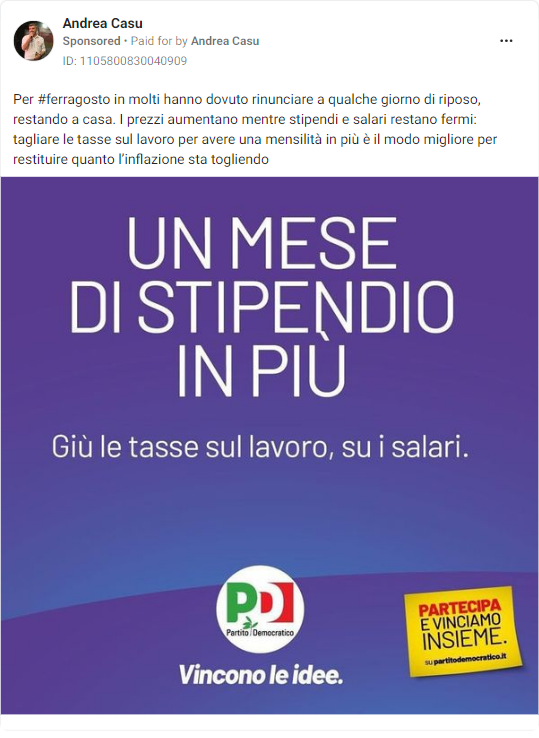 Andrea Casu
Sponsored • Paid for by Andrea Casu
ID: 1105800830040909
Per #ferragosto in molti hanno dovuto rinunciare a qualche giorno di riposo,
restando a casa. I prezzi aumentano mentre stipendi e salari restano fermi:
tagliare le tasse sul lavoro per avere una mensilità in più è il modo migliore per
restituire quanto l’inflazione sta togliendo
UN MESE
DI STIPENDIO
IN PIÙ
Giù le tasse sul lavoro, su i salari.
PD
Partito Democratico
Vincono le idee.
PARTECIPA
E VINCIAMO
INSIEME.
su partitodemocratico.it